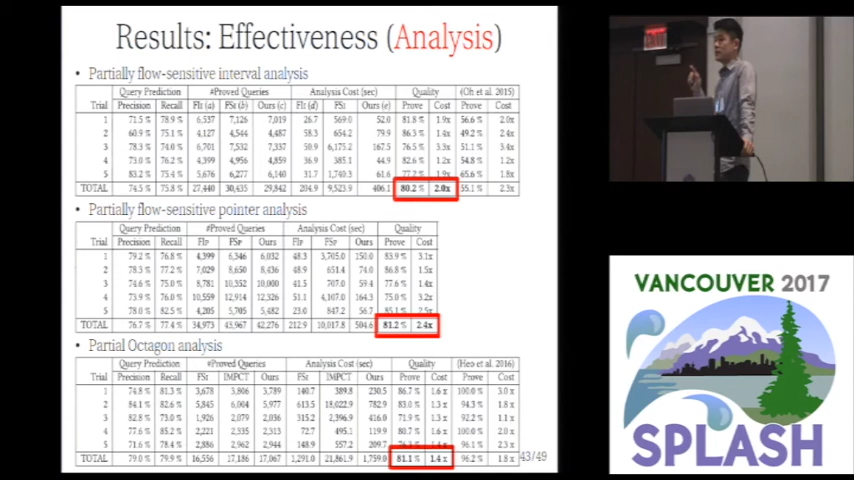 Results: Effectiveness (Analysis)
• Partially flow-sensitive interval analysis
Query Prediction #Proved Queries Analysis Cost (sec) Quality (Oh et al. 2015)
Trial Precision Recall FIı (a) FSı (b) Ours (c) FIı (d) FSı Ours (e) Prove Cost Prove Cost
1 71.5 % 78.9 % 6,537 7,126 7,019 26.7 569.0 52.0 81.8 % 1.9x 56.6 % 2.0x
2 60.9 % 75.1 % 4,127 4,544 4,487 58.3 654.2 79.9 86.3 % 1.4x 49.2 % 2.4x
3 78.3 % 74.0 % 6,701 7,532 7,337 50.9 6,175.2 167.5 76.5 % 3.3x 51.1 % 3.4x
4 73.0 % 76.2 % 4,399 4,956 4,859 36.9 385.1 44.9 82.6 % 1.2x 54.8 % 1.2x
5 83.2 % 75.4 % 5,676 6,277 6,140 31.7 1,740.3 61.6 77.2 % 1.9x 65.6 % 1.8x
TOTAL 74.5 % 75.8 % 27,440 30,435 29,842 204.9 9,523.9 406.1 80.2 % 2.0x 55.1 % 2.3x
• Partially flow-sensitive pointer analysis
Query Prediction #Proved Queries Analysis Cost (sec) Quality
Trial Precision Recall FIp FSp Ours FIp FSp Ours Prove Cost
1 79.2 % 76.8 % 4,399 6,346 6,032 48.3 3,705.0 150.0 83.9 % 3.1x
2 78.3 % 77.2 % 7,029 8,650 8,436 48.9 651.4 74.0 86.8 % 1.5x
3 74.6 % 75.0 % 8,781 10,352 10,000 41.5 707.0 59.4 77.6 % 1.4x
4 73.9 % 76.0 % 10,559 12,914 12,326 51.1 4,107.0 164.3 75.0 % 3.2x
5 78.0 % 82.5 % 4,205 5,705 5,482 23.0 847.2 56.7 85.1 % 2.5x
TOTAL 76.7 % 77.4 % 34,973 43,967 42,276 212.9 10,017.8 504.6 81.2 % 2.4x
• Partial Octagon analysis
Query Prediction #Proved Queries Analysis Cost (sec) Quality (Heo et al. 2016)
Trial Precision Recall FSı IMPCT Ours FSı IMPCT Ours Prove Cost Prove Cost
1 74.8 % 81.3 % 3,678 3,806 3,789 140.7 389.8 230.5 86.7 % 1.6 x 100.0 % 3.0 x
2 84.1 % 82.6 % 5,845 6,004 5,977 613.5 18,022.9 782.9 83.0 % 1.3 x 94.3 % 1.8 x
3 82.8 % 73.0 % 1,926 2,079 2,036 315.2 2,396.9 416.0 71.9 % 1.3 x 92.2 % 1.1 x
4 77.6 % 85.2 % 2,221 2,335 2,313 72.7 495.1 119.9 80.7 % 1.6 x 100.0 % 2.0 x
5 71.6 % 78.4 % 2,886 2,962 2,944 148.9 557.2 209.7 96.1 % 2.3 x
TOTAL 79.0 % 79.9 % 16,556 17,186 17,067 1,291.0 21,861.9 1,759.0 81.1 % 1.4 x 96.2 % 1.8 x
43/49
VANCOUVER 2017
SPLASH